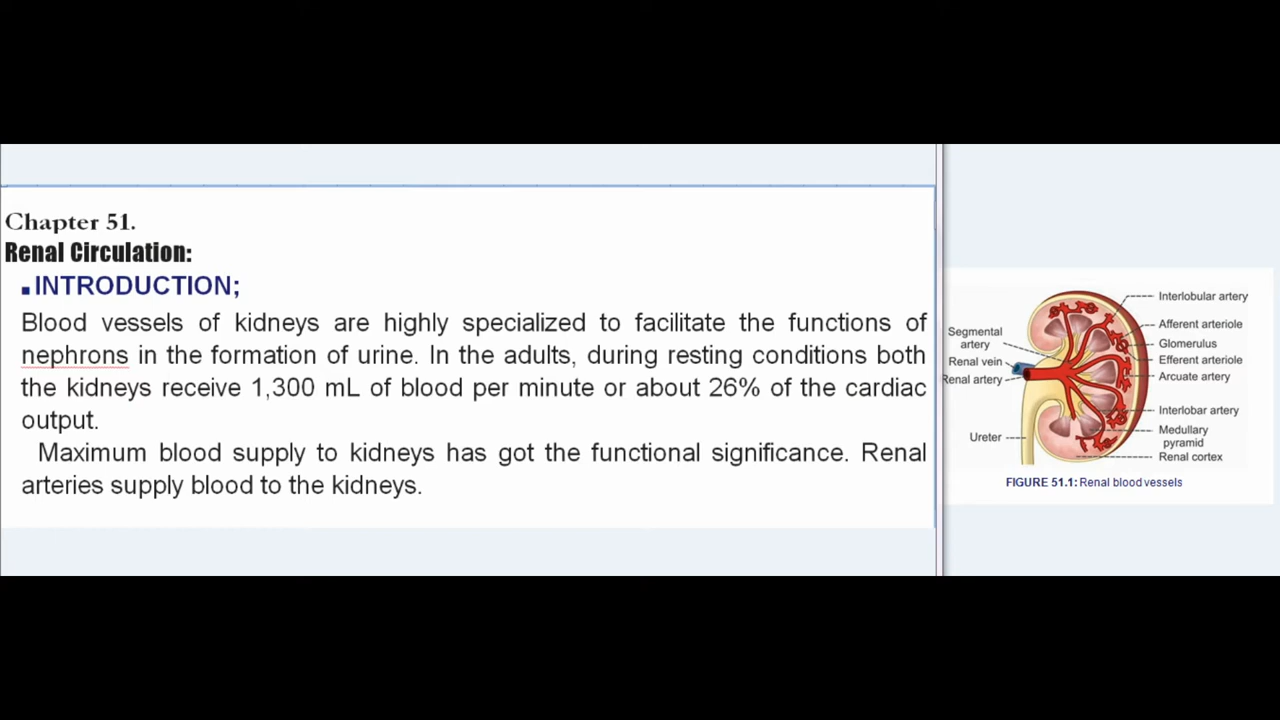 Chapter 51.
Renal Circulation:
▪INTRODUCTION;
Blood vessels of kidneys are highly specialized to facilitate the functions of
nephrons in the formation of urine. In the adults, during resting conditions both
the kidneys receive 1,300 mL of blood per minute or about 26% of the cardiac
output.
Maximum blood supply to kidneys has got the functional significance. Renal
arteries supply blood to the kidneys.
Segmental
artery
Renal vein
Renal artery
Ureter
Interlobular artery
Afferent arteriole
Glomerulus
Efferent arteriole
Arcuate artery
Interlobar artery
Medullary
pyramid
Renal cortex
FIGURE 51.1: Renal blood vessels